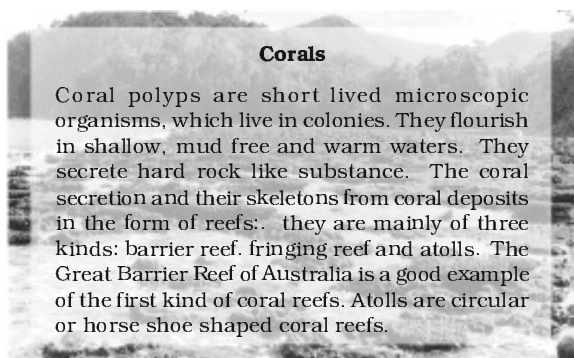 Corals
Coral polyps are short lived microscopic
organisms, which live in colonies. They flourish
in shallow, mud free and warm waters. They
secrete hard rock like substance. The coral
secretion and their skeletons from coral deposits
in the form of reefs:. they are mainly of three
kinds: barrier reef. fringing reef and atolls. The
Great Barrier Reef of Australia is a good example
of the first kind of coral reefs. Atolls are circular
or horse shoe shaped coral reefs.